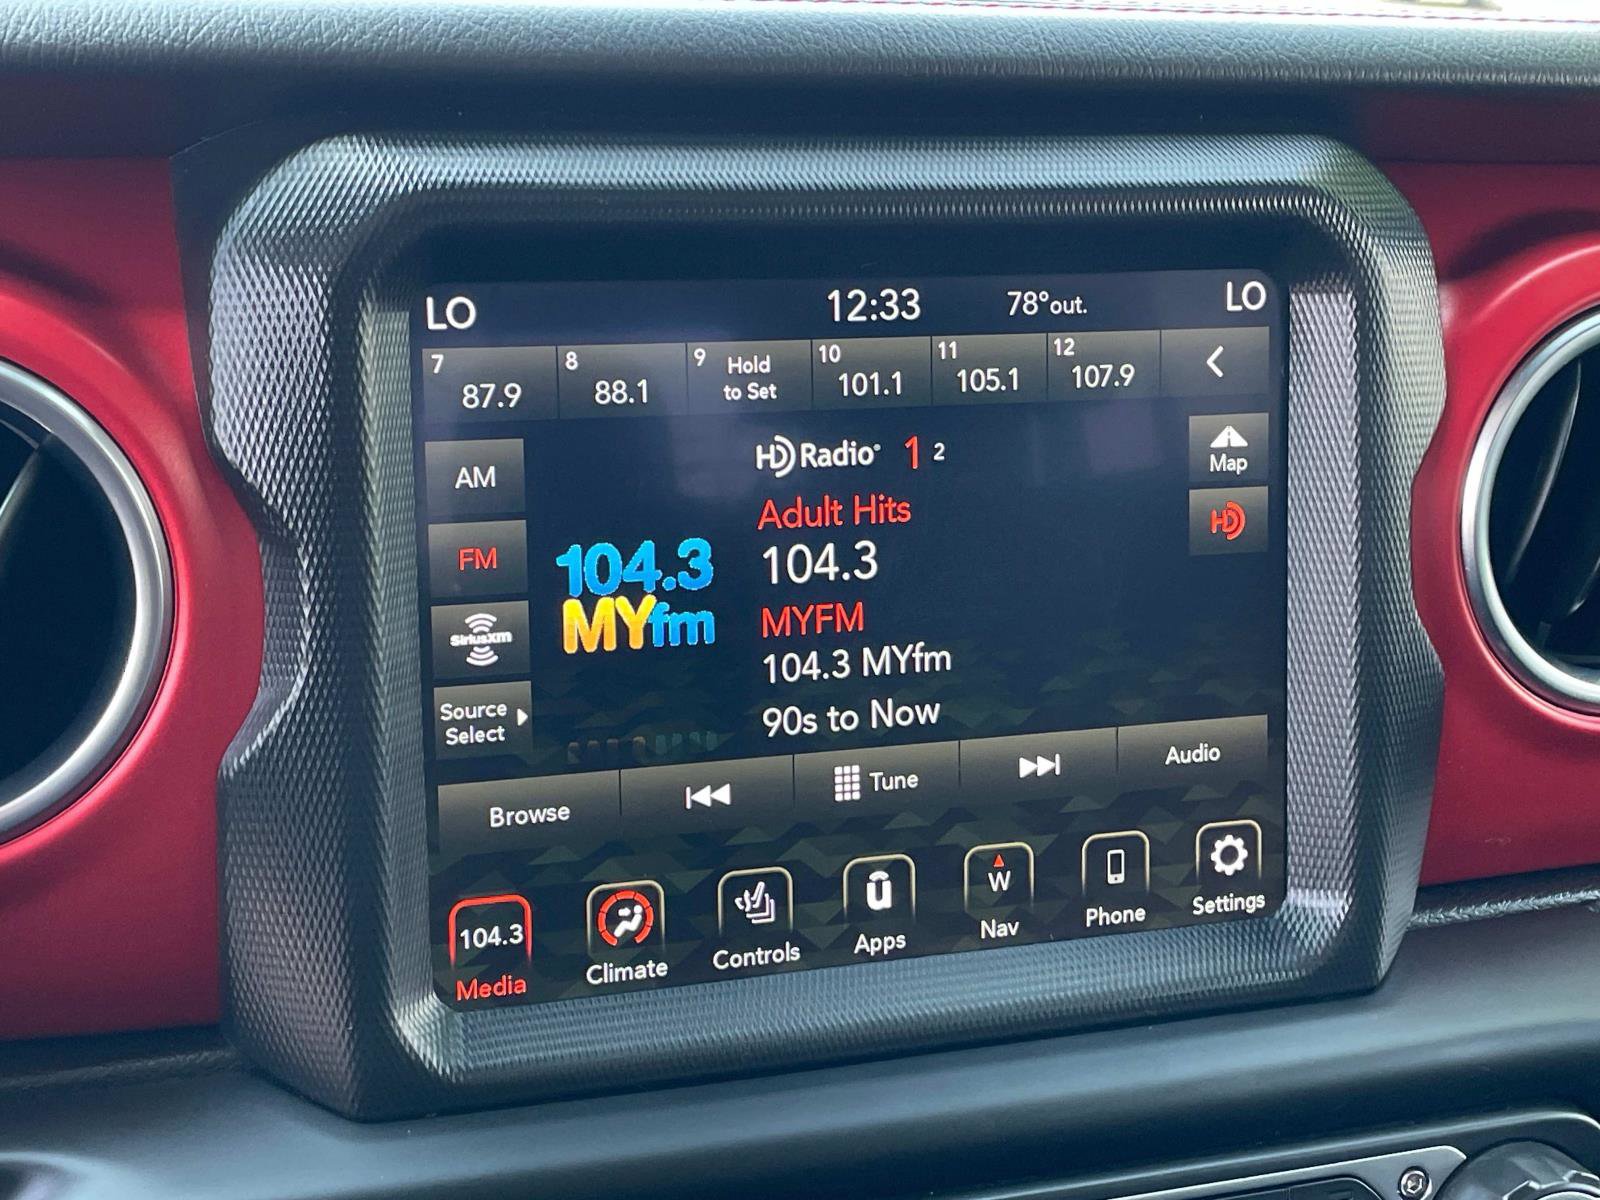 LO 12:33 78°out. LO
7 87.9
8 88.1
9 Hold
to Set
10 101.1
11 105.1
12 107.9
AM
FM
SiriusXM
Source
Select
HD Radio® 1 2
Adult Hits
104.3
MYFM
104.3 MYfm
90s to Now
104.3
MYfm
Map
HD
Browse
Tune
Audio
104.3
Media
Climate
Controls
Apps
W
Nav
Phone
Settings